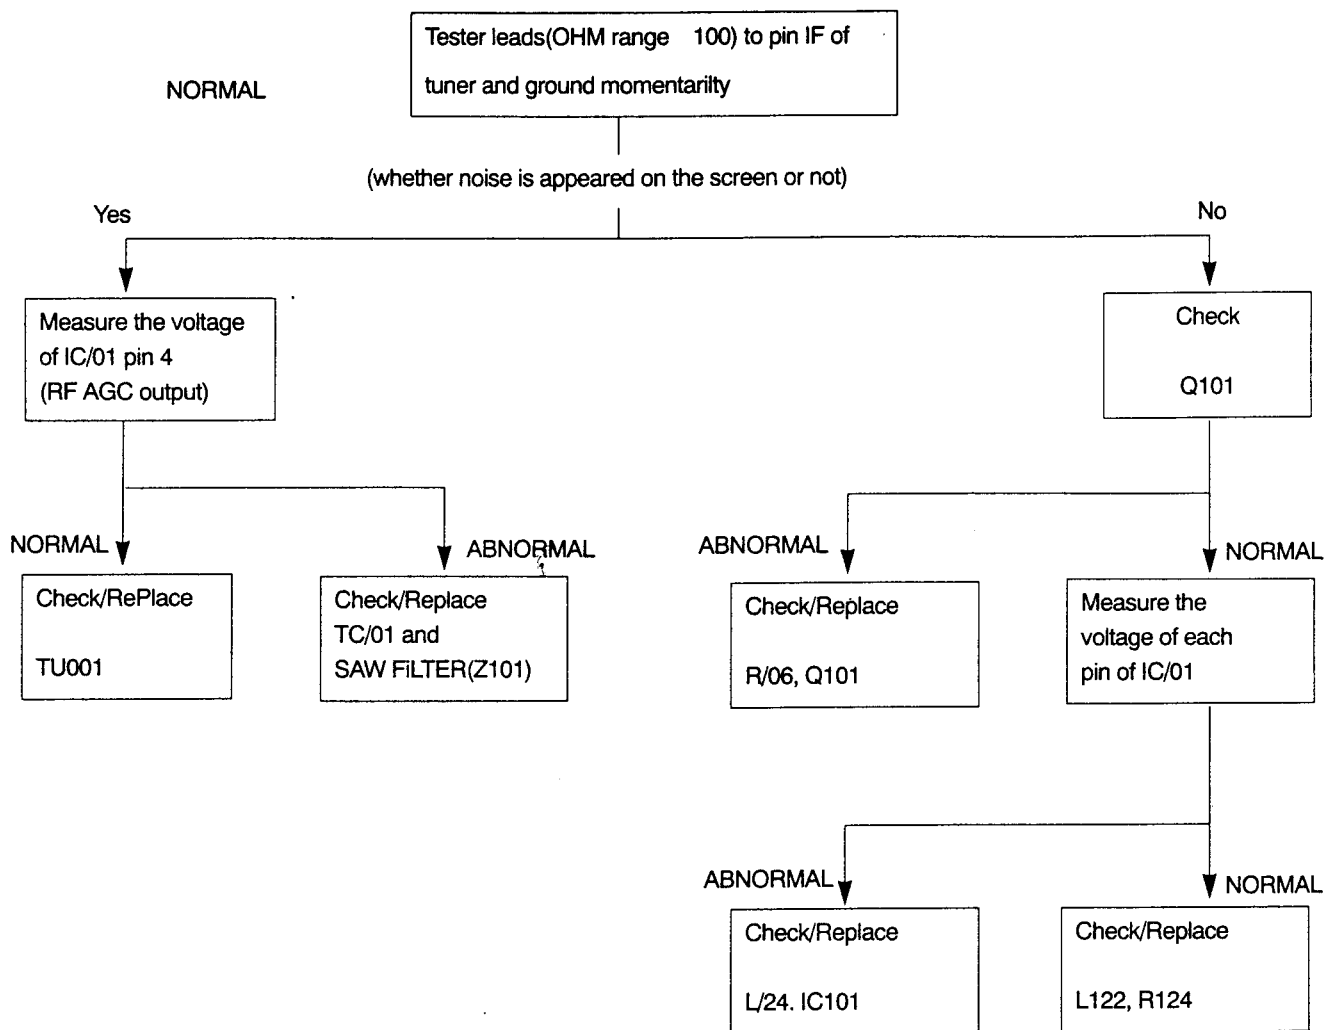 Tester leads(OHM range 100) to pin IF of
tuner and ground momentarilty
NORMAL
(whether noise is appeared on the screen or not)
Yes
No
Measure the voltage
of IC/01 pin 4
(RF AGC output)
Check
Q101
NORMAL
ABNORMAL
ABNORMAL
NORMAL
Check/RePlace
TU001
Check/Replace
TC/01 and
SAW FiLTER(Z101)
Check/Replace
R/06, Q101
Measure the
voltage of each
pin of IC/01
ABNORMAL
NORMAL
Check/Replace
L/24. IC101
Check/Replace
L122, R124